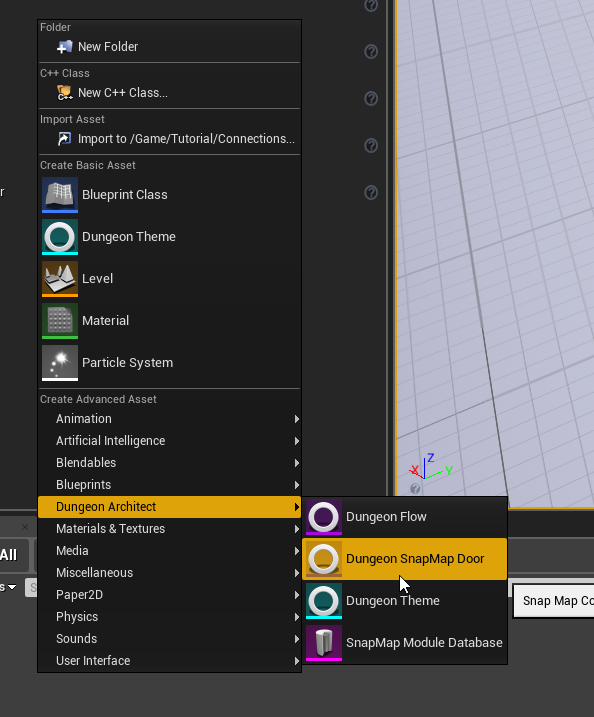 Folder
New Folder
C++ Class
New C++ Class...
Import Asset
Import to /Game/Tutorial/Connections...
Create Basic Asset
r
Blueprint Class
Dungeon Theme
Level
Material
Particle System
Create Advanced Asset
Animation
Artificial Intelligence
Blendables
Blueprints
Dungeon Architect
Materials & Textures
Media
Miscellaneous
Paper2D
Physics
Sounds
User Interface
Z
X
Y
Dungeon Flow
Dungeon SnapMap Door
Dungeon Theme
SnapMap Module Database
All
s
S
Snap Map Co